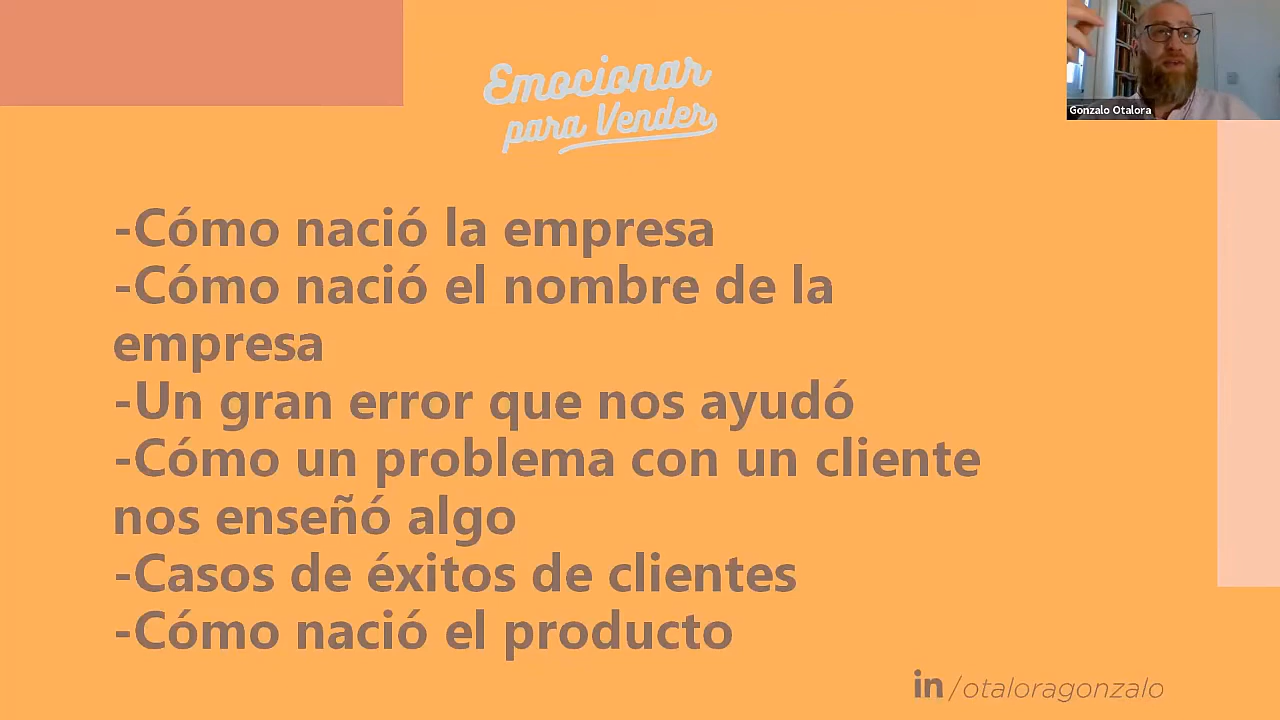 Emocionar
para Vender
Gonzalo Otalora
-Cómo nació la empresa
-Cómo nació el nombre de la
empresa
-Un gran error que nos ayudó
-Cómo un problema con un cliente
nos enseñó algo
-Casos de éxitos de clientes
-Cómo nació el producto
in/otaloragonzalo